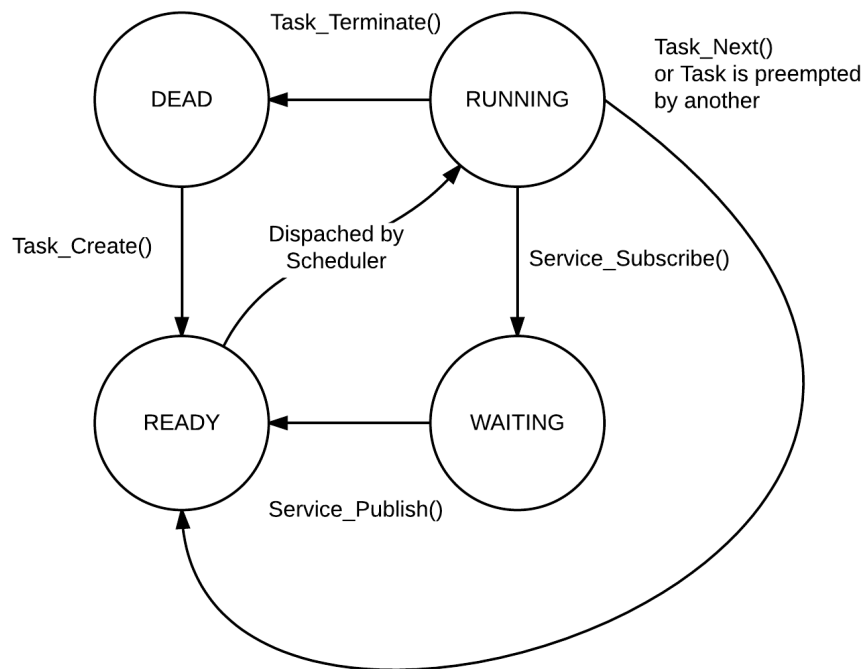 Task_Terminate()
DEAD
RUNNING
Task_Next()
or Task is preempted
by another
Task_Create()
Dispached by
Scheduler
Service_Subscribe()
READY
WAITING
Service_Publish()